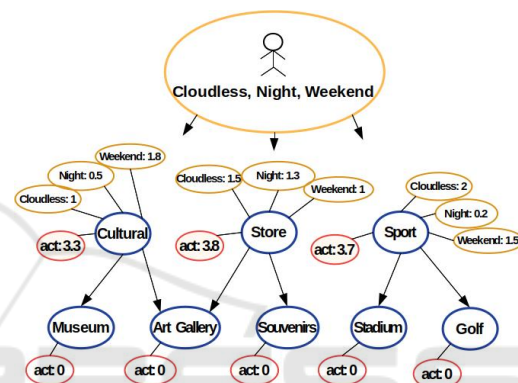 Cloudless, Night, Weekend
Weekend: 1.8
Night: 0.5
Cloudless: 1
act: 3.3
Cultural
Cloudless: 1.5
Night: 1.3
Weekend: 1
act: 3.8
Store
Cloudless: 2
Night: 0.2
Weekend: 1.5
act: 3.7
Sport
Museum
Art Gallery
Souvenirs
Stadium
Golf
act: 0
act: 0
act: 0
act: 0
act: 0